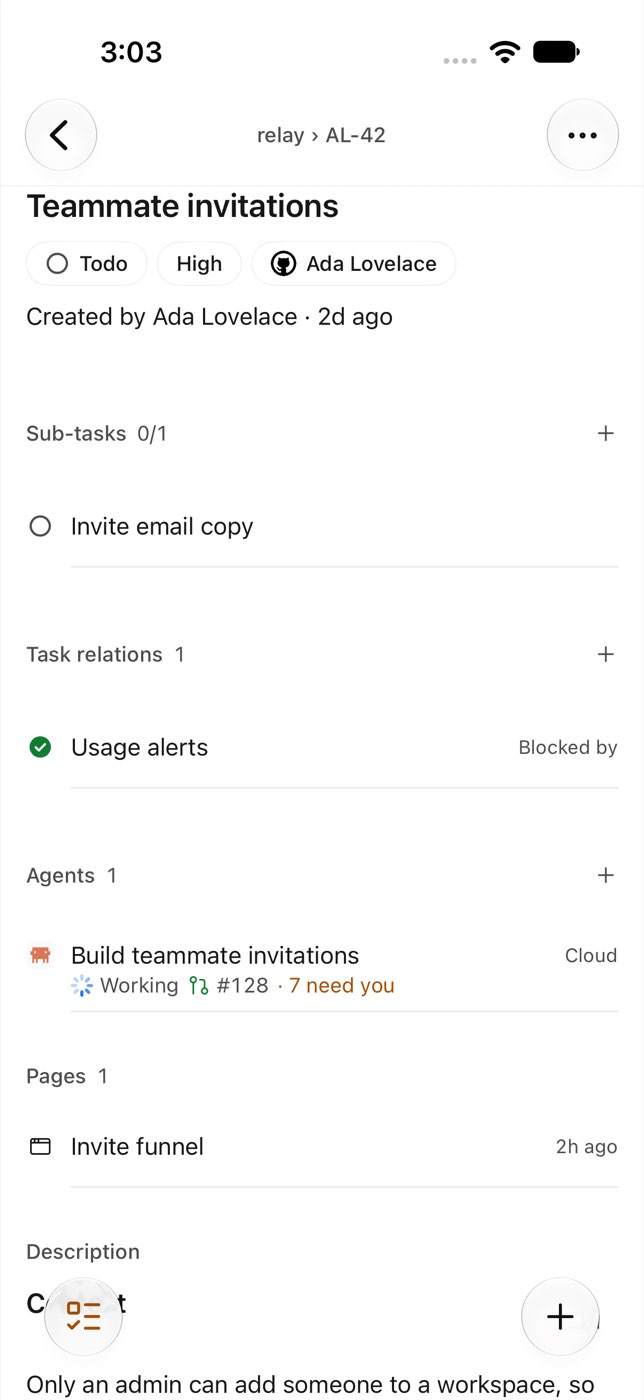 3:03
relay › AL-42
Teammate invitations
Todo
High
Ada Lovelace
Created by Ada Lovelace · 2d ago
Sub-tasks 0/1
Invite email copy
Task relations 1
Usage alerts
Blocked by
Agents 1
Build teammate invitations
Cloud
Working #128 · 7 need you
Pages 1
Invite funnel
2h ago
Description
Only an admin can add someone to a workspace, so